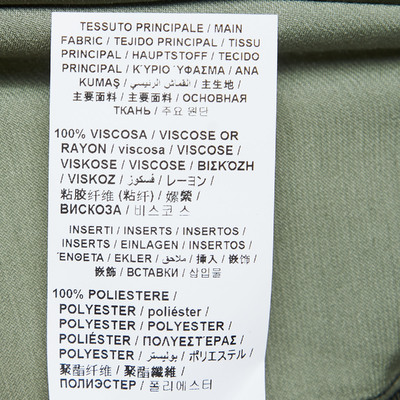 TESSUTO PRINCIPALE / MAIN
FABRIC / TEJIDO PRINCIPAL / TISSU
PRINCIPAL / HAUPTSTOFF / TECIDO
PRINCIPAL / ΚΎΡΙΟ ΎΦΑΣΜΑ / ANA
KUMAŞ / القماش الرئيسي / 主生地 /
主要面料 / 主要面料 / ОСНОВНАЯ
ТКАНЬ / 주요 원단
100% VISCOSA / VISCOSE OR
RAYON / viscosa / VISCOSE /
VISKOSE / VISCOSE / ΒΙΣΚΌΖΗ
/ VISKOZ / فسكوز / レーヨン /
粘胶纤维 (粘纤) / 嫘縈 /
ВИСКОЗА / 비스코 스
INSERTI / INSERTS / INSERTOS /
INSERTS / EINLAGEN / INSERTOS
/ ΈΝΘΕΤΑ / EKLER / ملاحق / 挿入 / 嵌饰 /
嵌飾 / ВСТАВКИ / 삽입물
100% POLIESTERE /
POLYESTER / poliéster /
POLYESTER / POLYESTER /
POLIÉSTER / ΠΟΛΥΕΣΤΈΡΑΣ /
POLYESTER / بوليستر / ポリエステル /
聚酯纤维 / 聚酯纖維 /
ПОЛИЭСТЕР / 폴리에스터